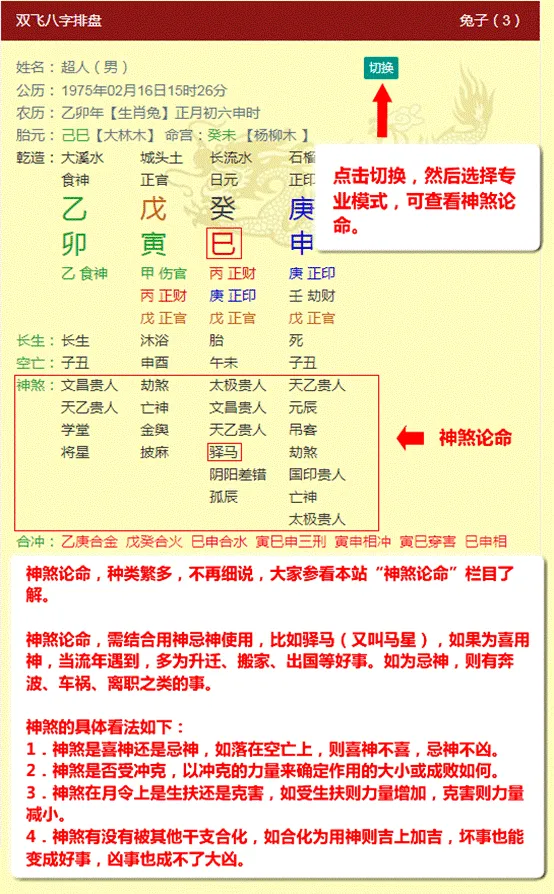 双飞八字排盘 兔子（3）
姓名：超人（男） 切换
公历：1975年02月16日15时26分
农历：乙卯年【生肖兔】正月初六申时
胎元：己巳【大林木】 命宫：癸未 【杨柳木 】
乾造：大溪水 城头土 长流水 石榴
食神 正官 日元 正印
点击切换，然后选择专
业模式，可查看神煞论
命。
乙 戊 癸 庚
卯 寅 巳 申
乙 食神 甲 伤官 丙 正财 庚 正印
丙 正财 庚 正印 壬 劫财
戊 正官 戊 正官 戊 正官
长生：长生 沐浴 胎 死
空亡：子丑 申酉 午未 子丑
神煞：文昌贵人 劫煞 太极贵人 天乙贵人
天乙贵人 亡神 文昌贵人 元辰
学堂 金舆 天乙贵人 吊客
将星 披麻 驿马 劫煞
神煞论命
阴阳差错 国印贵人
孤辰 亡神
太极贵人
合冲：乙庚合金 戊癸合火 巳申合水 寅巳申三刑 寅申相冲 寅巳穿害 巳申相
神煞论命，种类繁多，不再细说，大家参看本站“神煞论命”栏目了
解。
神煞论命，需结合用神忌神使用，比如驿马（又叫马星），如果为喜用
神，当流年遇到，多为升迁、搬家、出国等好事。如为忌神，则有奔
波、车祸、离职之类的事。
神煞的具体看法如下：
1．神煞是喜神还是忌神，如落在空亡上，则喜神不喜，忌神不凶。
2．神煞是否受冲克，以冲克的力量来确定作用的大小或成败如何。
3．神煞在月令上是生扶还是克害，如受生扶则力量增加，克害则力量
减小。
4．神煞有没有被其他干支合化，如合化为用神则吉上加吉，坏事也能
变成好事，凶事也成不了大凶。